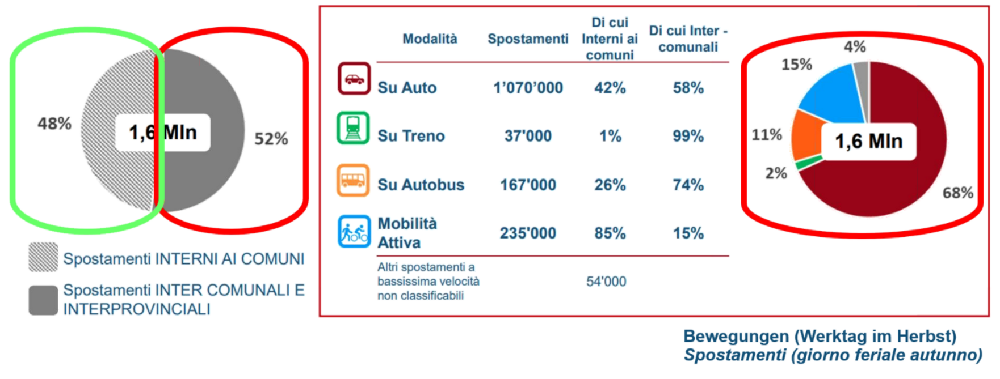 48%
1,6 Mln
52%
Spostamenti INTERNI AI COMUNI
Spostamenti INTER COMUNALI E
INTERPROVINCIALI
Modalità
Spostamenti
Di cui
Interni ai
comuni
Di cui Inter -
comunali
Su Auto 1’070’000 42% 58%
Su Treno 37'000 1% 99%
Su Autobus 167'000 26% 74%
Mobilità
Attiva
235'000 85% 15%
Altri spostamenti a
bassissima velocità
non classificabili
54'000
4%
15%
11%
1,6 Mln
2%
68%
Bewegungen (Werktag im Herbst)
Spostamenti (giorno feriale autunno)